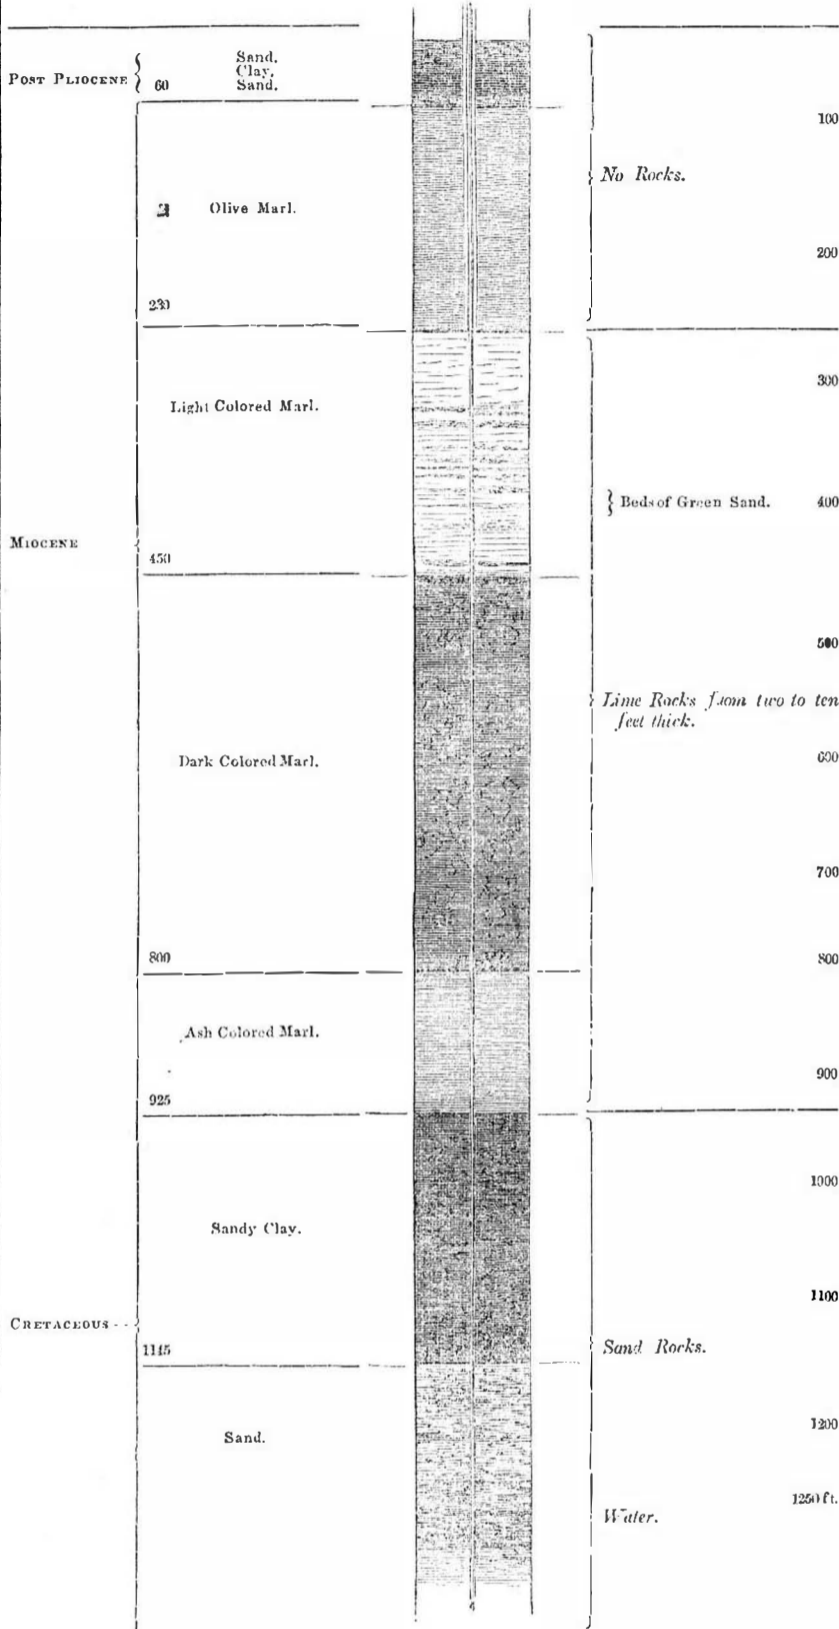 Sand.
POST PLIOCENE
Clay.
60 Sand.
100
No Rocks.
Olive Marl.
200
230
300
Light Colored Marl.
Beds of Green Sand. 400
MIOCENE
450
500
Lime Rocks from two to ten
feet thick.
600
Dark Colored Marl.
700
800 800
Ash Colored Marl.
900
925
1000
Sandy Clay.
1100
CRETACEOUS
1145
Sand Rocks.
1200
Sand.
1250 ft.
Water.